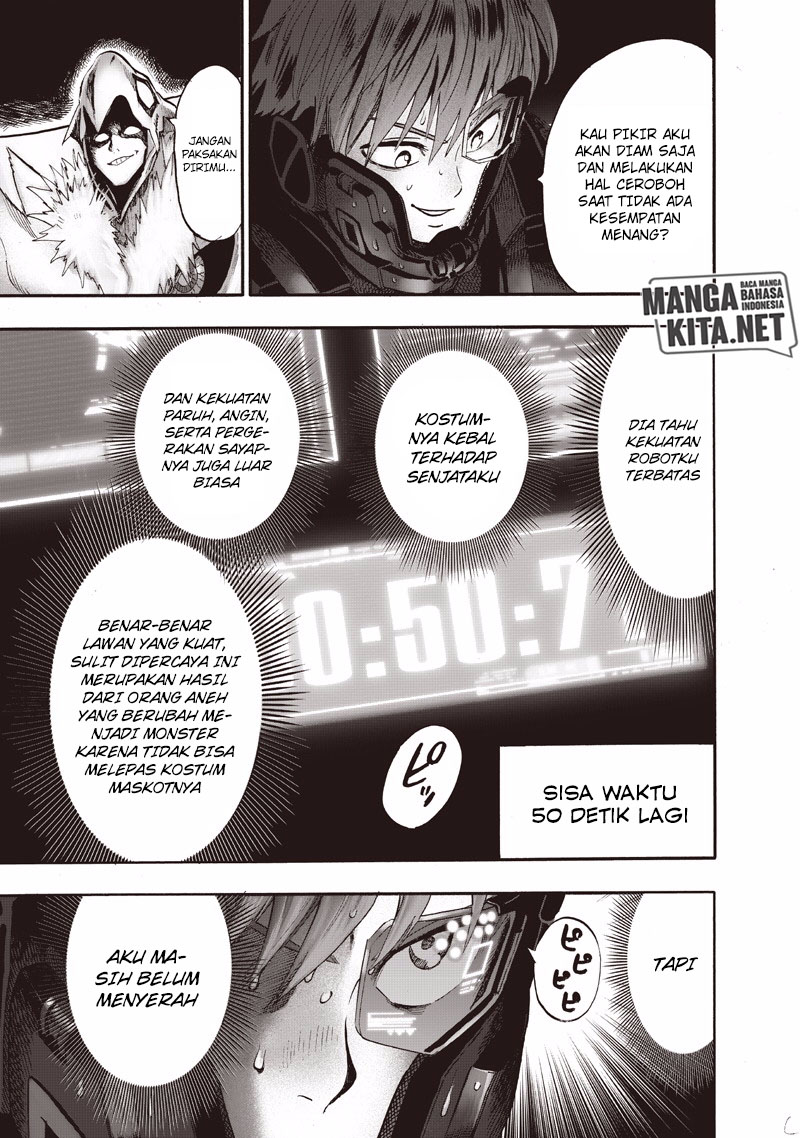 KAU PIKIR AKU
AKAN DIAM SAJA
DAN MELAKUKAN
HAL CEROBOH
SAAT TIDAK ADA
KESEMPATAN
MENANG?
JANGAN
PAKSAKAN
DIRIMU...
MANGA
KITA.NET
BACA MANGA
BAHASA
INDONESIA
DIA TAHU
KEKUATAN
ROBOTKU
TERBATAS
KOSTUM-
NYA KEBAL
TERHADAP
SENJATAKU
DAN KEKUATAN
PARUH, ANGIN,
SERTA PERGE-
RAKAN SAYAP-
NYA JUGA LUAR
BIASA
0:50:7
BENAR-BENAR
LAWAN YANG KUAT,
SULIT DIPERCAYA INI
MERUPAKAN HASIL
DARI ORANG ANEH
YANG BERUBAH ME-
NJADI MONSTER
KARENA TIDAK BISA
MELEPAS KOSTUM
MASKOTNYA
ピピッ
SISA WAKTU
50 DETIK LAGI
TAPI
ピピピピ
AKU MA-
SIH BELUM
MENYERAH